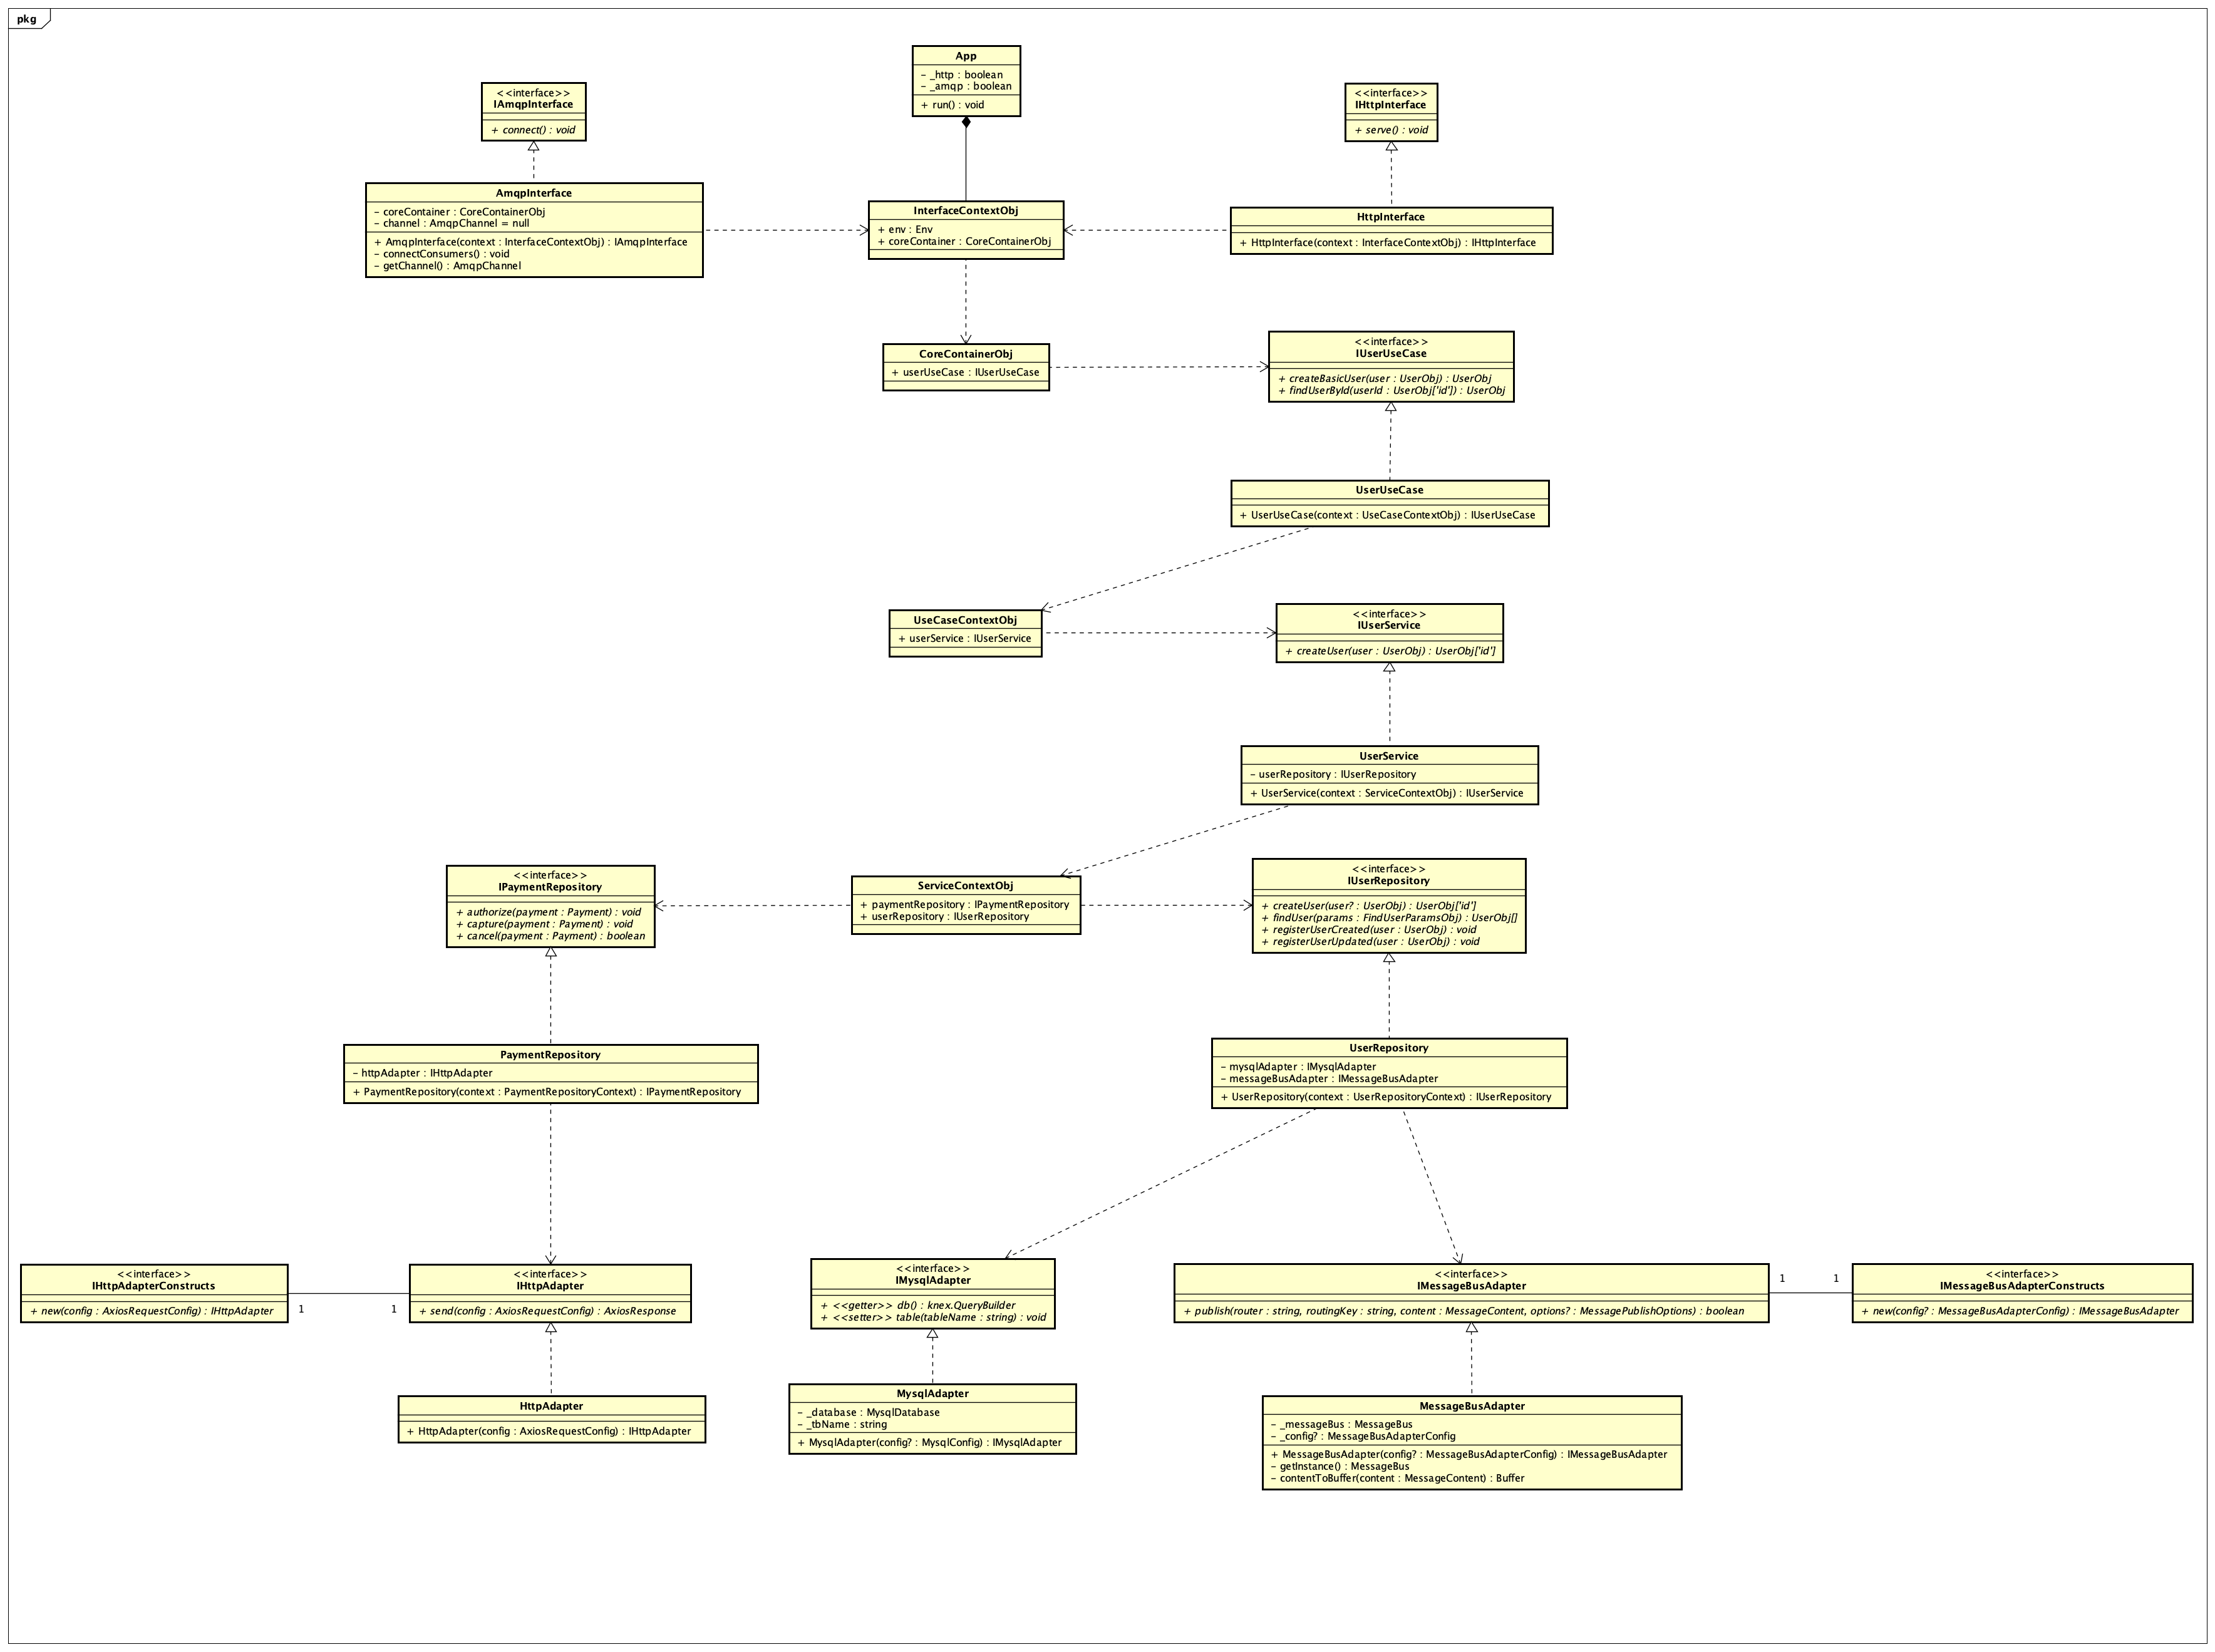 pkg
App
– _http : boolean
– _amqp : boolean
+ run() : void
<<interface>>
IAmqpInterface
+ connect() : void
<<interface>>
IHttpInterface
+ serve() : void
AmqpInterface
– coreContainer : CoreContainerObj
– channel : AmqpChannel = null
+ AmqpInterface(context : InterfaceContextObj) : IAmqpInterface
– connectConsumers() : void
– getChannel() : AmqpChannel
InterfaceContextObj
+ env : Env
+ coreContainer : CoreContainerObj
HttpInterface
+ HttpInterface(context : InterfaceContextObj) : IHttpInterface
CoreContainerObj
+ userUseCase : IUserUseCase
<<interface>>
IUserUseCase
+ createBasicUser(user : UserObj) : UserObj
+ findUserById(userId : UserObj['id']) : UserObj
UserUseCase
+ UserUseCase(context : UseCaseContextObj) : IUserUseCase
UseCaseContextObj
+ userService : IUserService
<<interface>>
IUserService
+ createUser(user : UserObj) : UserObj['id']
UserService
– userRepository : IUserRepository
+ UserService(context : ServiceContextObj) : IUserService
<<interface>>
IPaymentRepository
+ authorize(payment : Payment) : void
+ capture(payment : Payment) : void
+ cancel(payment : Payment) : boolean
ServiceContextObj
+ paymentRepository : IPaymentRepository
+ userRepository : IUserRepository
<<interface>>
IUserRepository
+ createUser(user? : UserObj) : UserObj['id']
+ findUser(params : FindUserParamsObj) : UserObj[]
+ registerUserCreated(user : UserObj) : void
+ registerUserUpdated(user : UserObj) : void
PaymentRepository
– httpAdapter : IHttpAdapter
+ PaymentRepository(context : PaymentRepositoryContext) : IPaymentRepository
UserRepository
– mysqlAdapter : IMysqlAdapter
– messageBusAdapter : IMessageBusAdapter
+ UserRepository(context : UserRepositoryContext) : IUserRepository
<<interface>>
IHttpAdapterConstructs
+ new(config : AxiosRequestConfig) : IHttpAdapter
1
1
<<interface>>
IHttpAdapter
+ send(config : AxiosRequestConfig) : AxiosResponse
<<interface>>
IMysqlAdapter
+ <<getter>> db() : knex.QueryBuilder
+ <<setter>> table(tableName : string) : void
<<interface>>
IMessageBusAdapter
+ publish(router : string, routingKey : string, content : MessageContent, options? : MessagePublishOptions) : boolean
1
1
<<interface>>
IMessageBusAdapterConstructs
+ new(config? : MessageBusAdapterConfig) : IMessageBusAdapter
HttpAdapter
+ HttpAdapter(config : AxiosRequestConfig) : IHttpAdapter
MysqlAdapter
– _database : MysqlDatabase
– _tbName : string
+ MysqlAdapter(config? : MysqlConfig) : IMysqlAdapter
MessageBusAdapter
– _messageBus : MessageBus
– _config? : MessageBusAdapterConfig
+ MessageBusAdapter(config? : MessageBusAdapterConfig) : IMessageBusAdapter
– getInstance() : MessageBus
– contentToBuffer(content : MessageContent) : Buffer